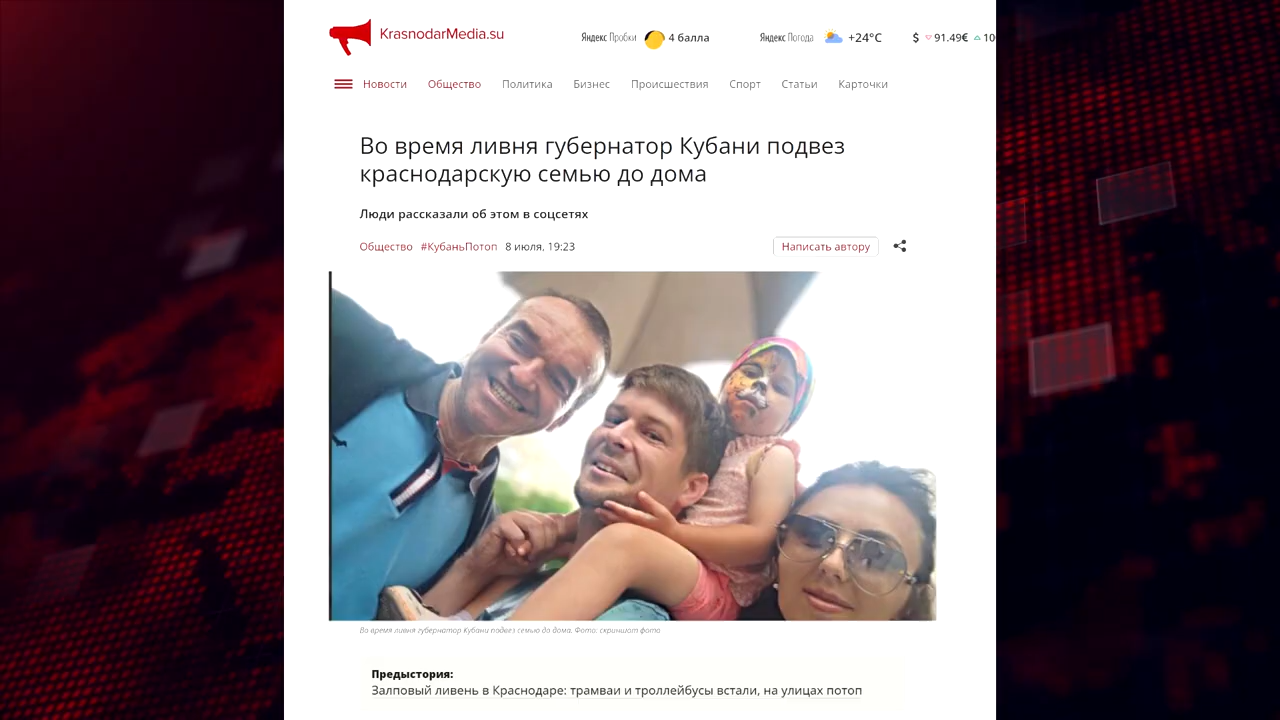 KrasnodarMedia.su
Яндекс Пробки 4 балла Яндекс Погода +24°C $ 91.49 € 10
Новости Общество Политика Бизнес Происшествия Спорт Статьи Карточки
Во время ливня губернатор Кубани подвез
краснодарскую семью до дома
Люди рассказали об этом в соцсетях
Общество #КубаньПотоп 8 июля, 19:23 Написать автору
Во время ливня губернатор Кубани подвез семью до дома. Фото: скриншот фото
Предыстория:
Залповый ливень в Краснодаре: трамваи и троллейбусы встали, на улицах потоп